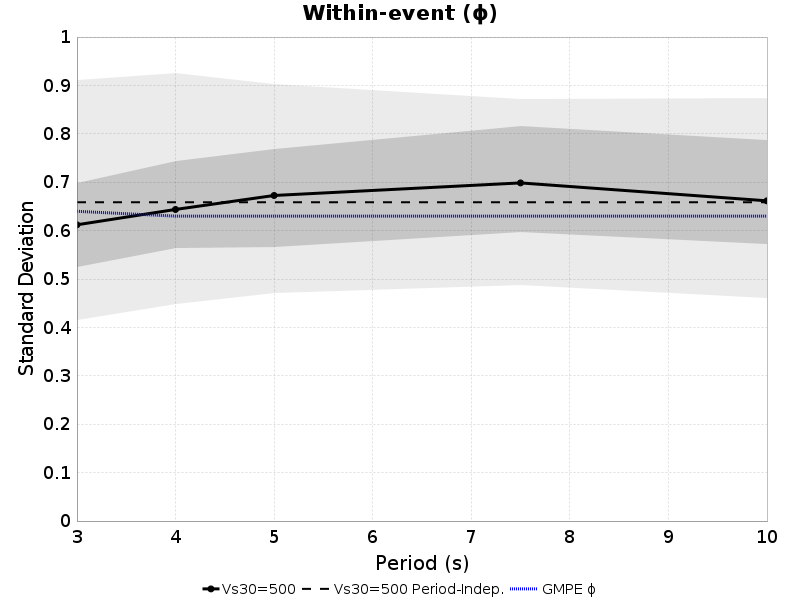 Within-event (ϕ)
Standard Deviation
1
0.9
0.8
0.7
0.6
0.5
0.4
0.3
0.2
0.1
0
3 4 5 6 7 8 9 10
Period (s)
Vs30=500 Vs30=500 Period-Indep. GMPE ϕ